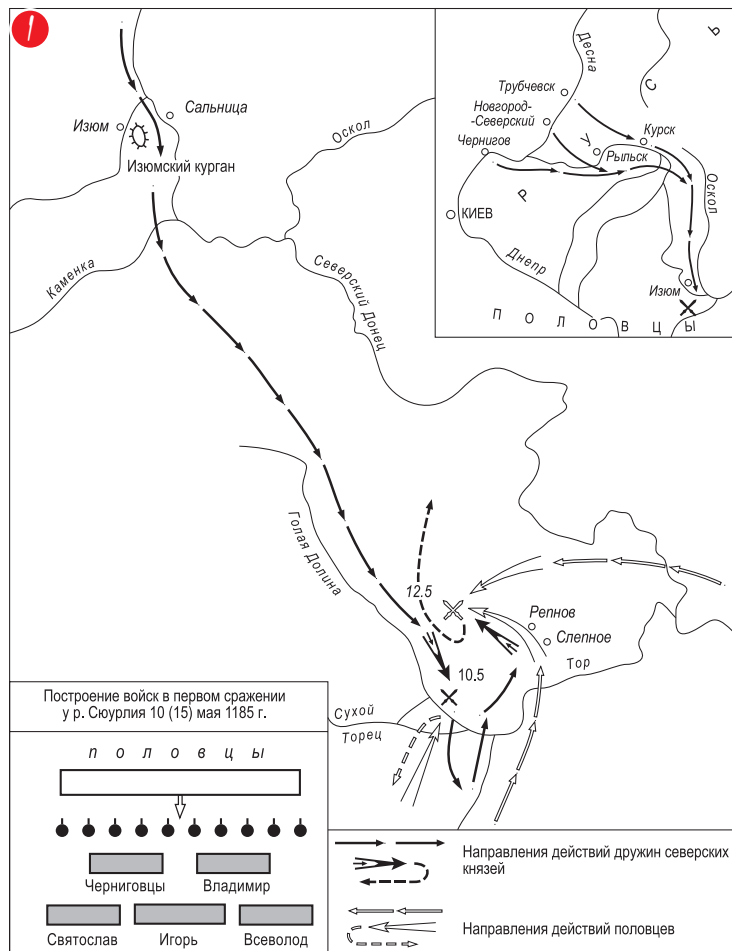 Сальница
Изюм
Изюмский курган
Оскол
Каменка
Северский Донец
Голая Долина
12.5
10.5
Репнов
Слепное
Тор
Сухой
Торец
Десна
Трубчевск
Новгород-
-Северский
Чернигов
Курск
Рыльск
Оскол
КИЕВ
Днепр
Изюм
Р У С Ь
П О Л О В Ц Ы
Построение войск в первом сражении
у р. Сюурлия 10 (15) мая 1185 г.
п о л о в ц ы
Черниговцы Владимир
Святослав Игорь Всеволод
Направления действий дружин северских
князей
Направления действий половцев